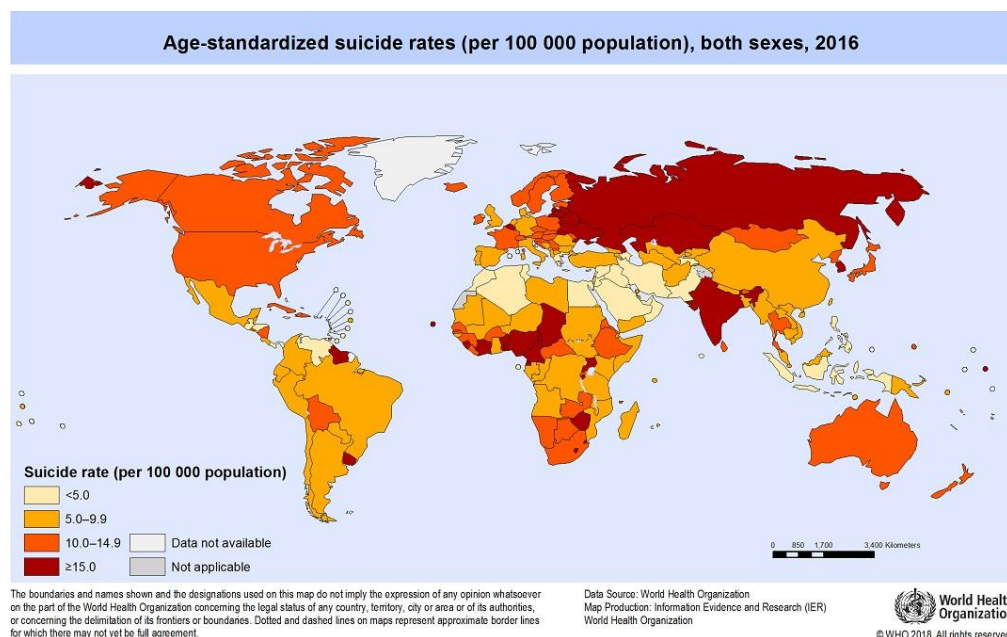 Age-standardized suicide rates (per 100 000 population), both sexes, 2016
Suicide rate (per 100 000 population)
<5.0
5.0–9.9
10.0–14.9
≥15.0
Data not available
Not applicable
0 850 1,700 3,400 Kilometers
The boundaries and names shown and the designations used on this map do not imply the expression of any opinion whatsoever
on the part of the World Health Organization concerning the legal status of any country, territory, city or area or of its authorities,
or concerning the delimitation of its frontiers or boundaries. Dotted and dashed lines on maps represent approximate border lines
for which there may not yet be full agreement.
Data Source: World Health Organization
Map Production: Information Evidence and Research (IER)
World Health Organization
World Healt
Organizatio
© WHO 2018. All rights reserve